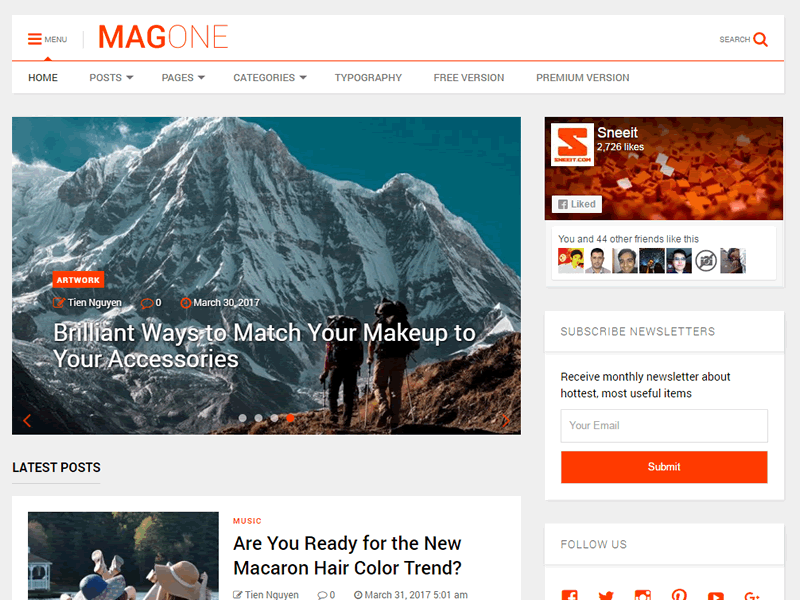 MENU
MAGONE
SEARCH
HOME
POSTS
PAGES
CATEGORIES
TYPOGRAPHY
FREE VERSION
PREMIUM VERSION
ARTWORK
Tien Nguyen 0 March 30, 2017
Brilliant Ways to Match Your Makeup to
Your Accessories
LATEST POSTS
MUSIC
Are You Ready for the New
Macaron Hair Color Trend?
Tien Nguyen 0 March 31, 2017 5:01 am
SNEEIT.COM
Sneeit
2,726 likes
Liked
You and 44 other friends like this
SUBSCRIBE NEWSLETTERS
Receive monthly newsletter about
hottest, most useful items
Your Email
Submit
FOLLOW US